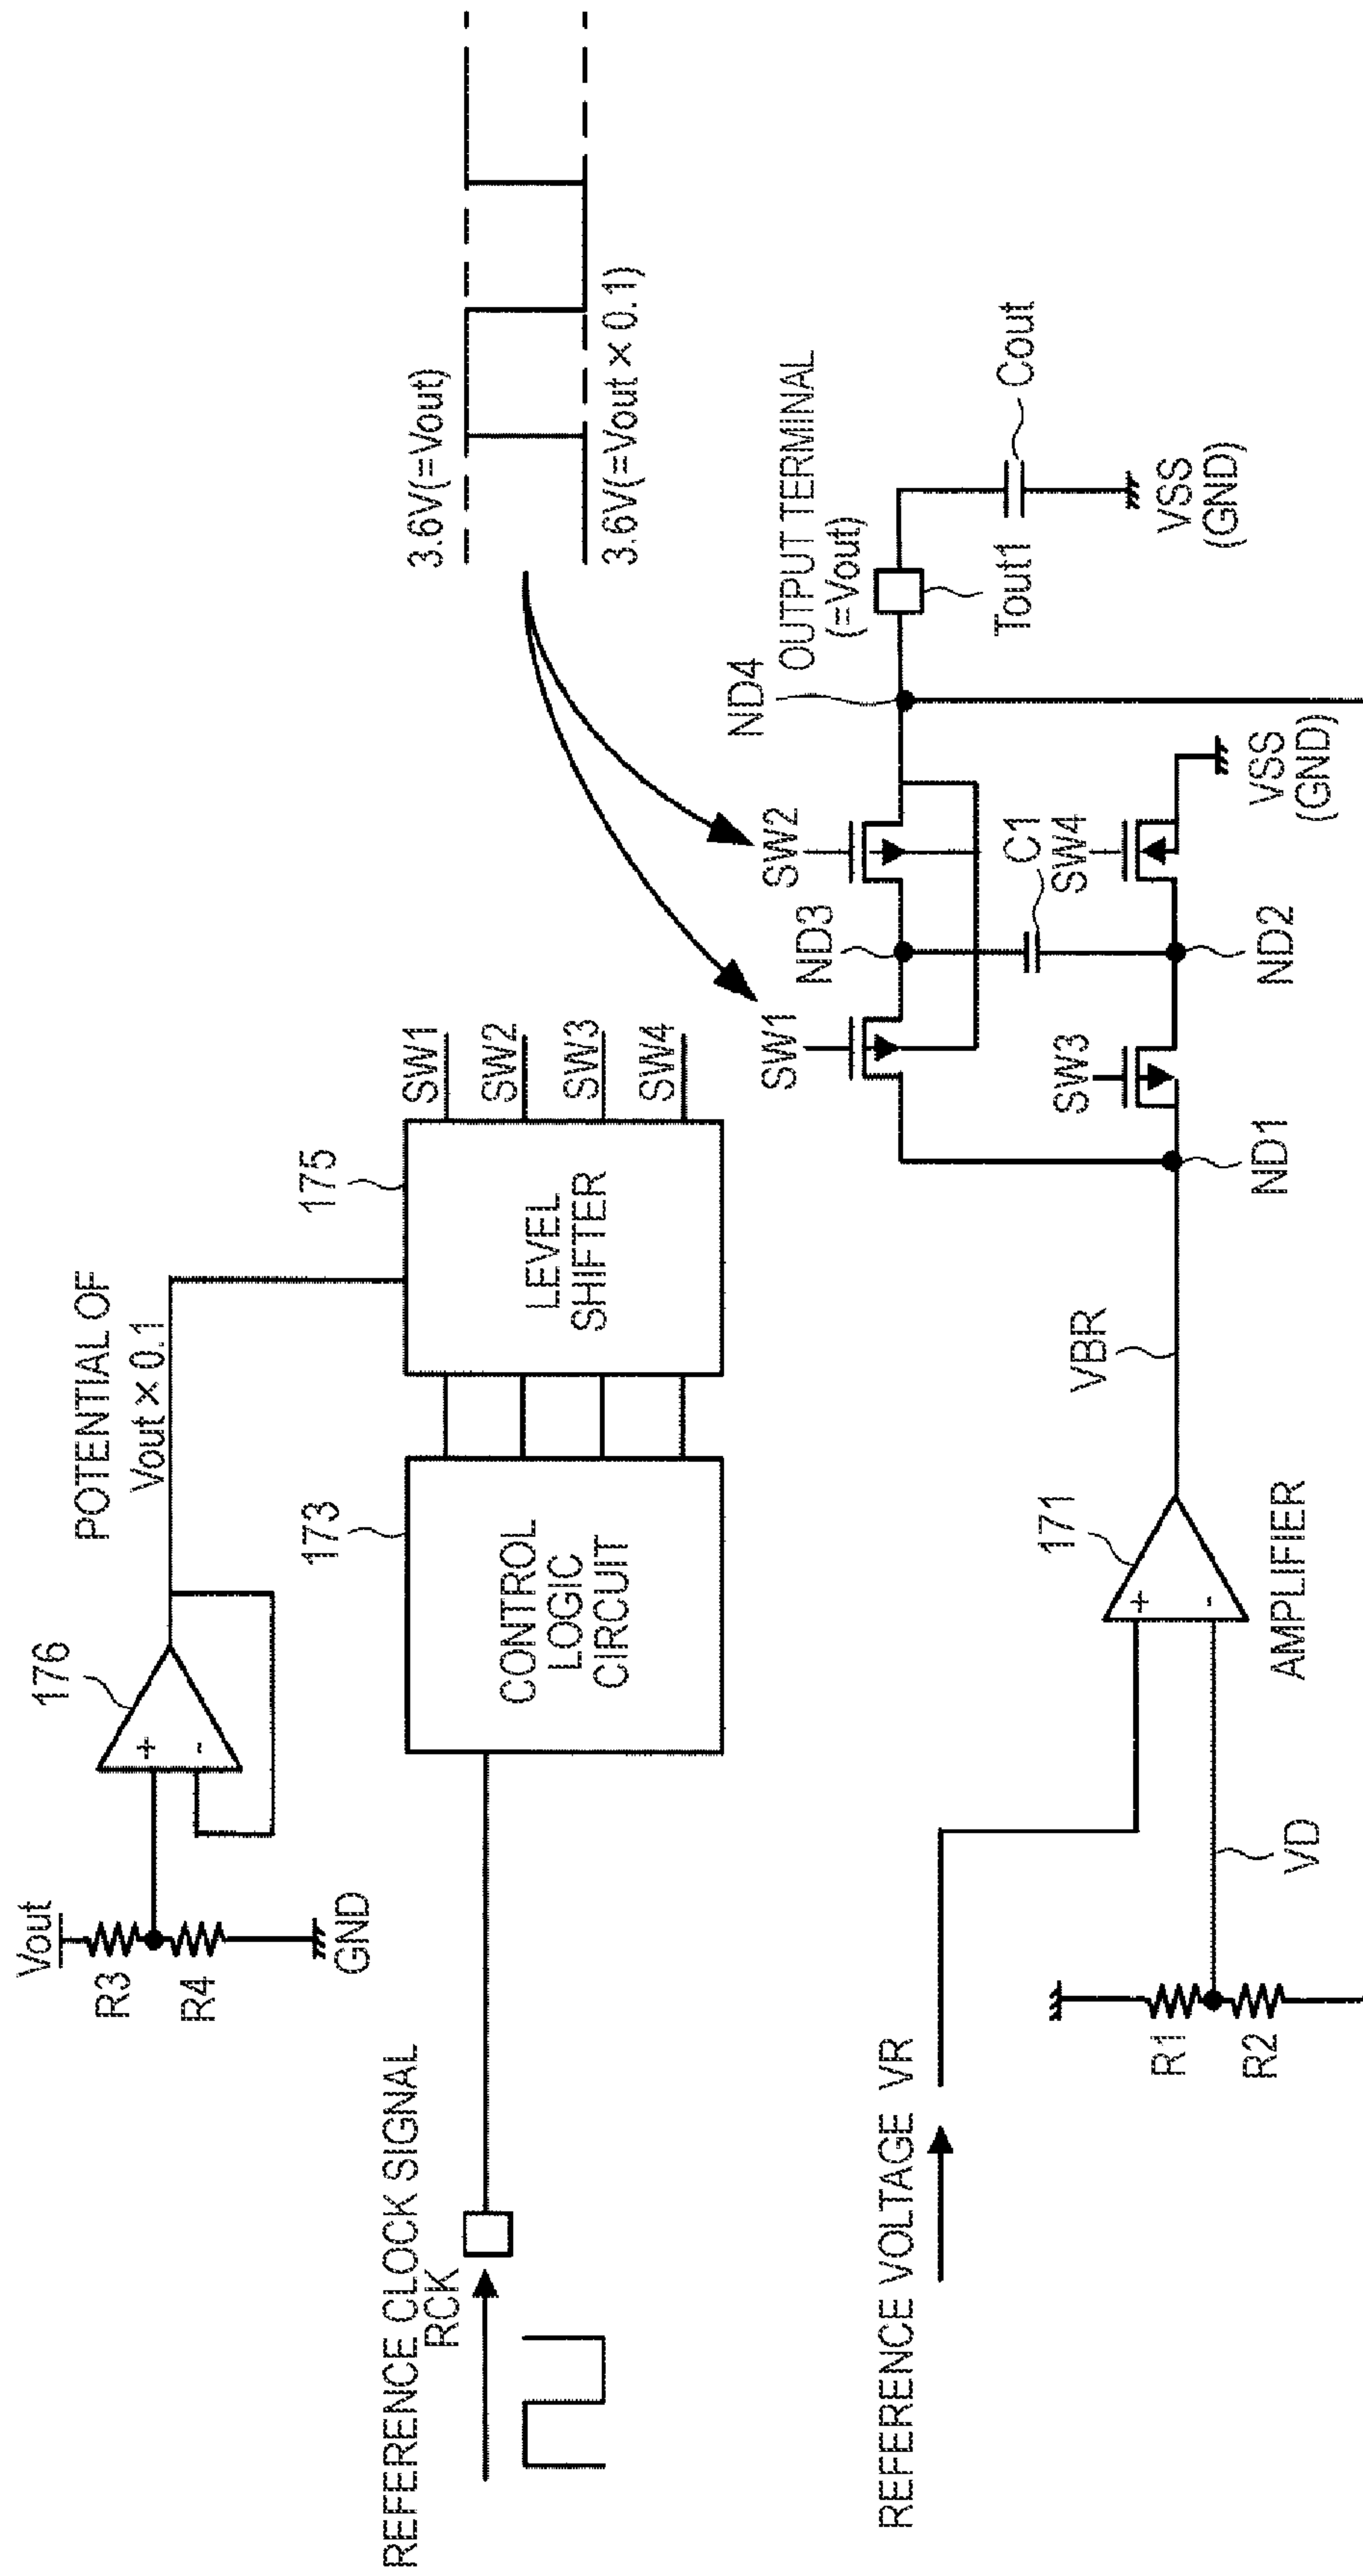 POTENTIAL OF
Vout × 0.1
Vout
R3
R4
GND
176
173
CONTROL
LOGIC
CIRCUIT
175
LEVEL
SHIFTER
SW1
SW2
SW3
SW4
REFERENCE CLOCK SIGNAL
RCK
3.6V(=Vout)
3.6V(=Vout × 0.1)
REFERENCE VOLTAGE VR
R1
R2
VD
+
-
+
-
171
AMPLIFIER
VBR
ND1
SW1
ND3
SW2
ND4
OUTPUT TERMINAL
(=Vout)
Tout1
Cout
VSS
(GND)
SW3
C1
SW4
ND2
VSS
(GND)